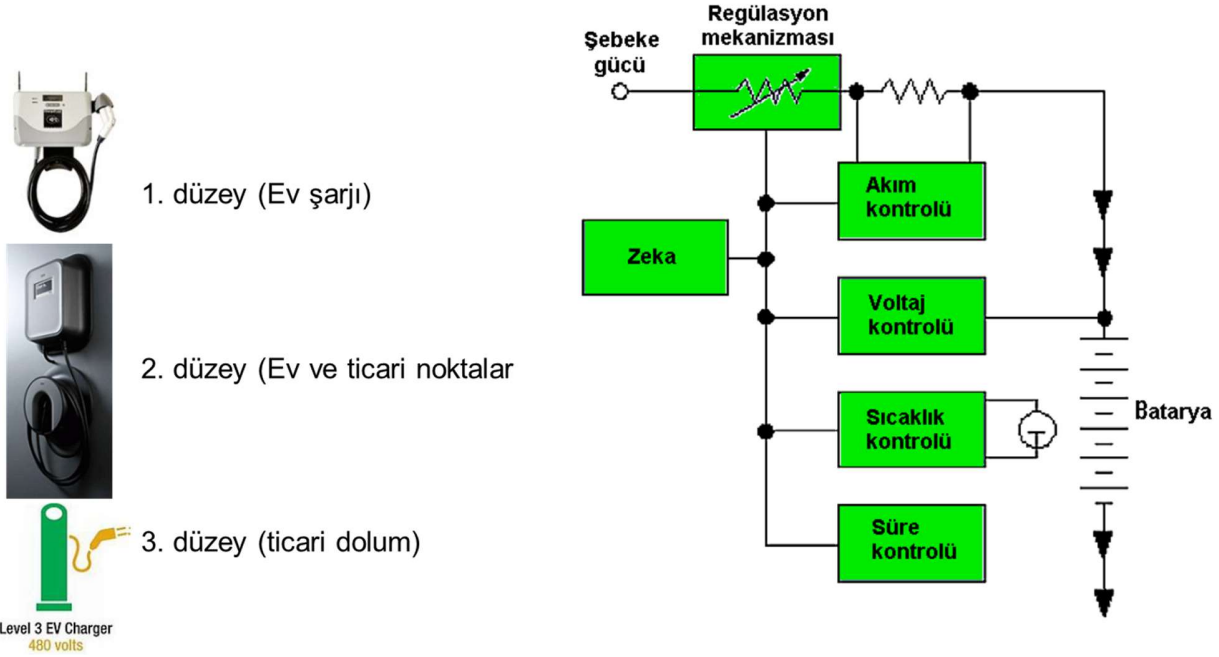 1. düzey (Ev şarjı)
2. düzey (Ev ve ticari noktalar
3. düzey (ticari dolum)
Level 3 EV Charger
480 volts
Şebeke
gücü
Regülasyon
mekanizması
Akım
kontrolü
Zeka
Voltaj
kontrolü
Sıcaklık
kontrolü
Batarya
Süre
kontrolü